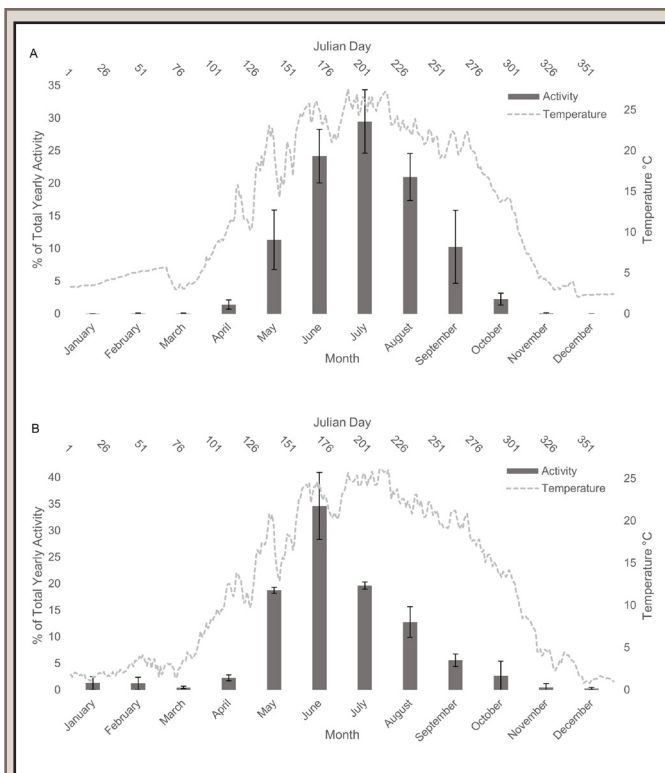 A
Julian Day
1 26 51 76 101 126 151 176 201 226 251 276 301 326 351
% of Total Yearly Activity
35
30
25
20
15
10
5
0
Activity
Temperature
25
20
15
10
5
0
Temperature °C
January February March April May June July August September October November December
Month
B
Julian Day
1 26 51 76 101 126 151 176 201 226 251 276 301 326 351
% of Total Yearly Activity
40
35
30
25
20
15
10
5
0
Activity
Temperature
25
20
15
10
5
0
Temperature °C
January February March April May June July August September October November December
Month